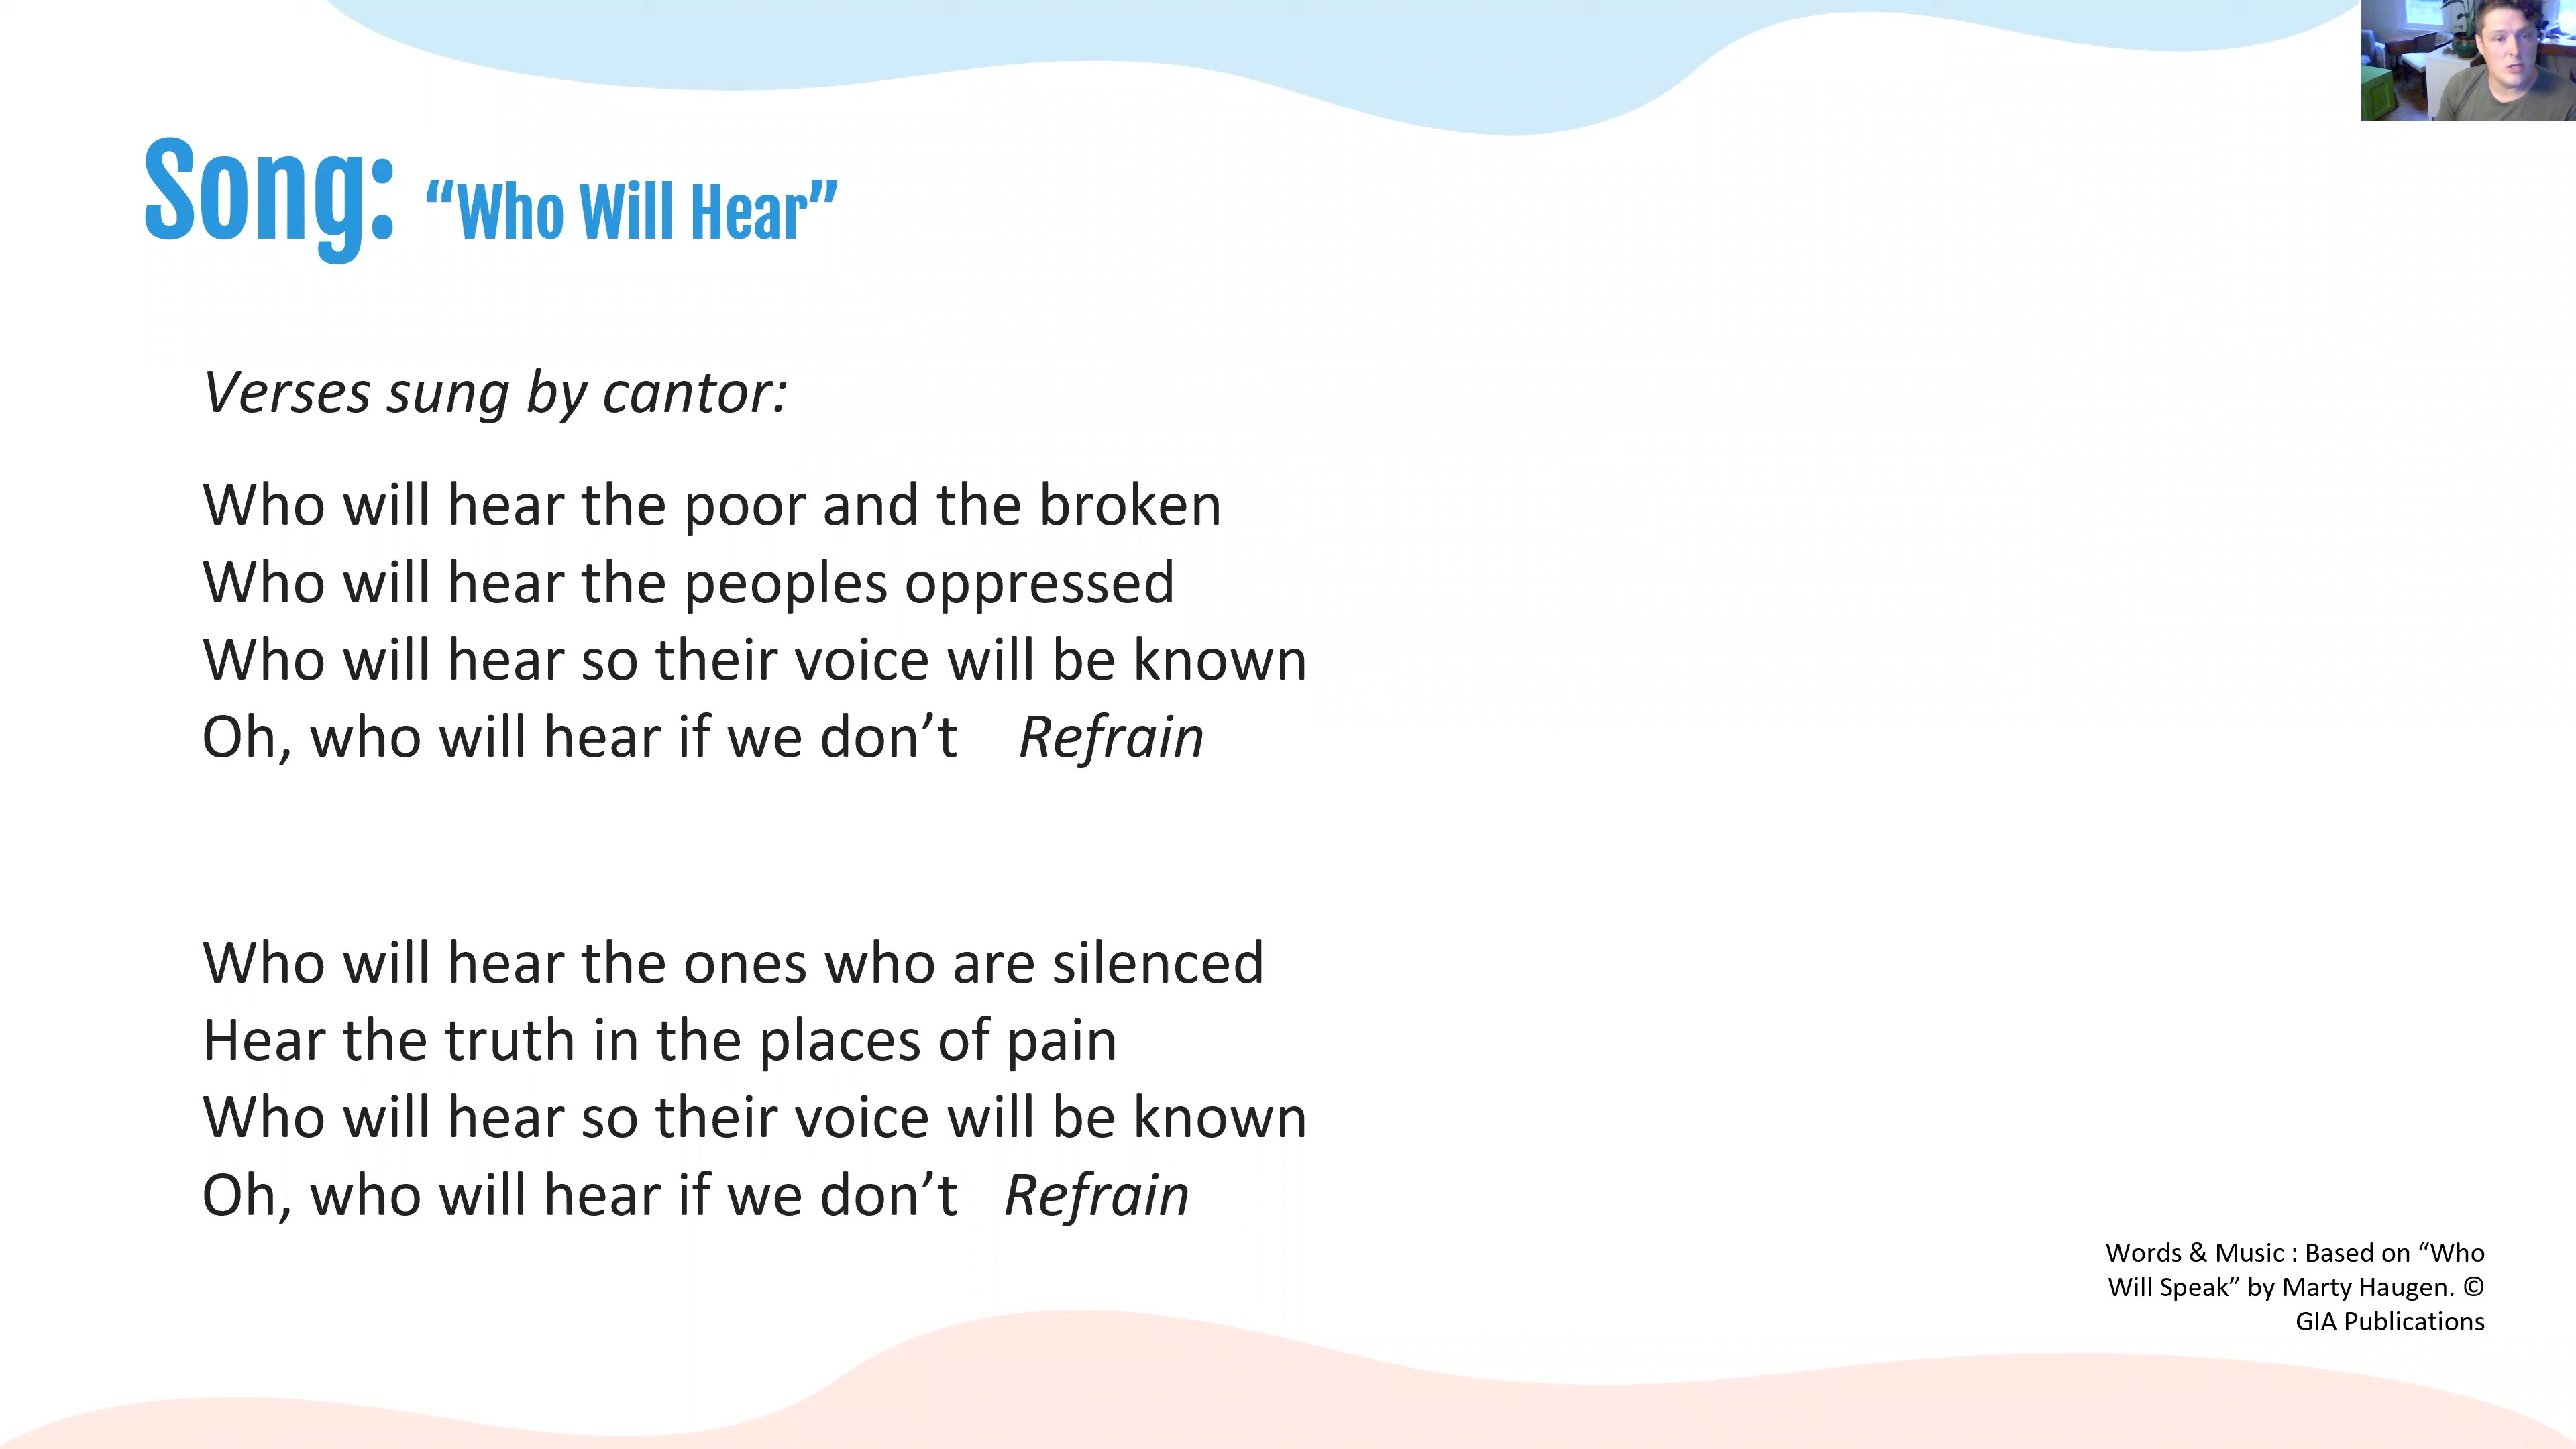 Song: “Who Will Hear”
Verses sung by cantor:
Who will hear the poor and the broken
Who will hear the peoples oppressed
Who will hear so their voice will be known
Oh, who will hear if we don’t Refrain
Who will hear the ones who are silenced
Hear the truth in the places of pain
Who will hear so their voice will be known
Oh, who will hear if we don’t Refrain
Words & Music : Based on “Who
Will Speak” by Marty Haugen. ©
GIA Publications